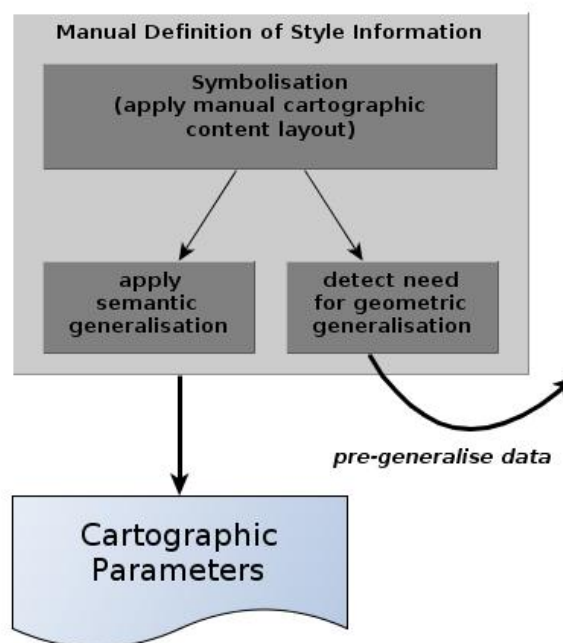 Manual Definition of Style Information
Symbolisation
(apply manual cartographic
content layout)
apply
semantic
generalisation
detect need
for geometric
generalisation
pre-generalise data
Cartographic
Parameters